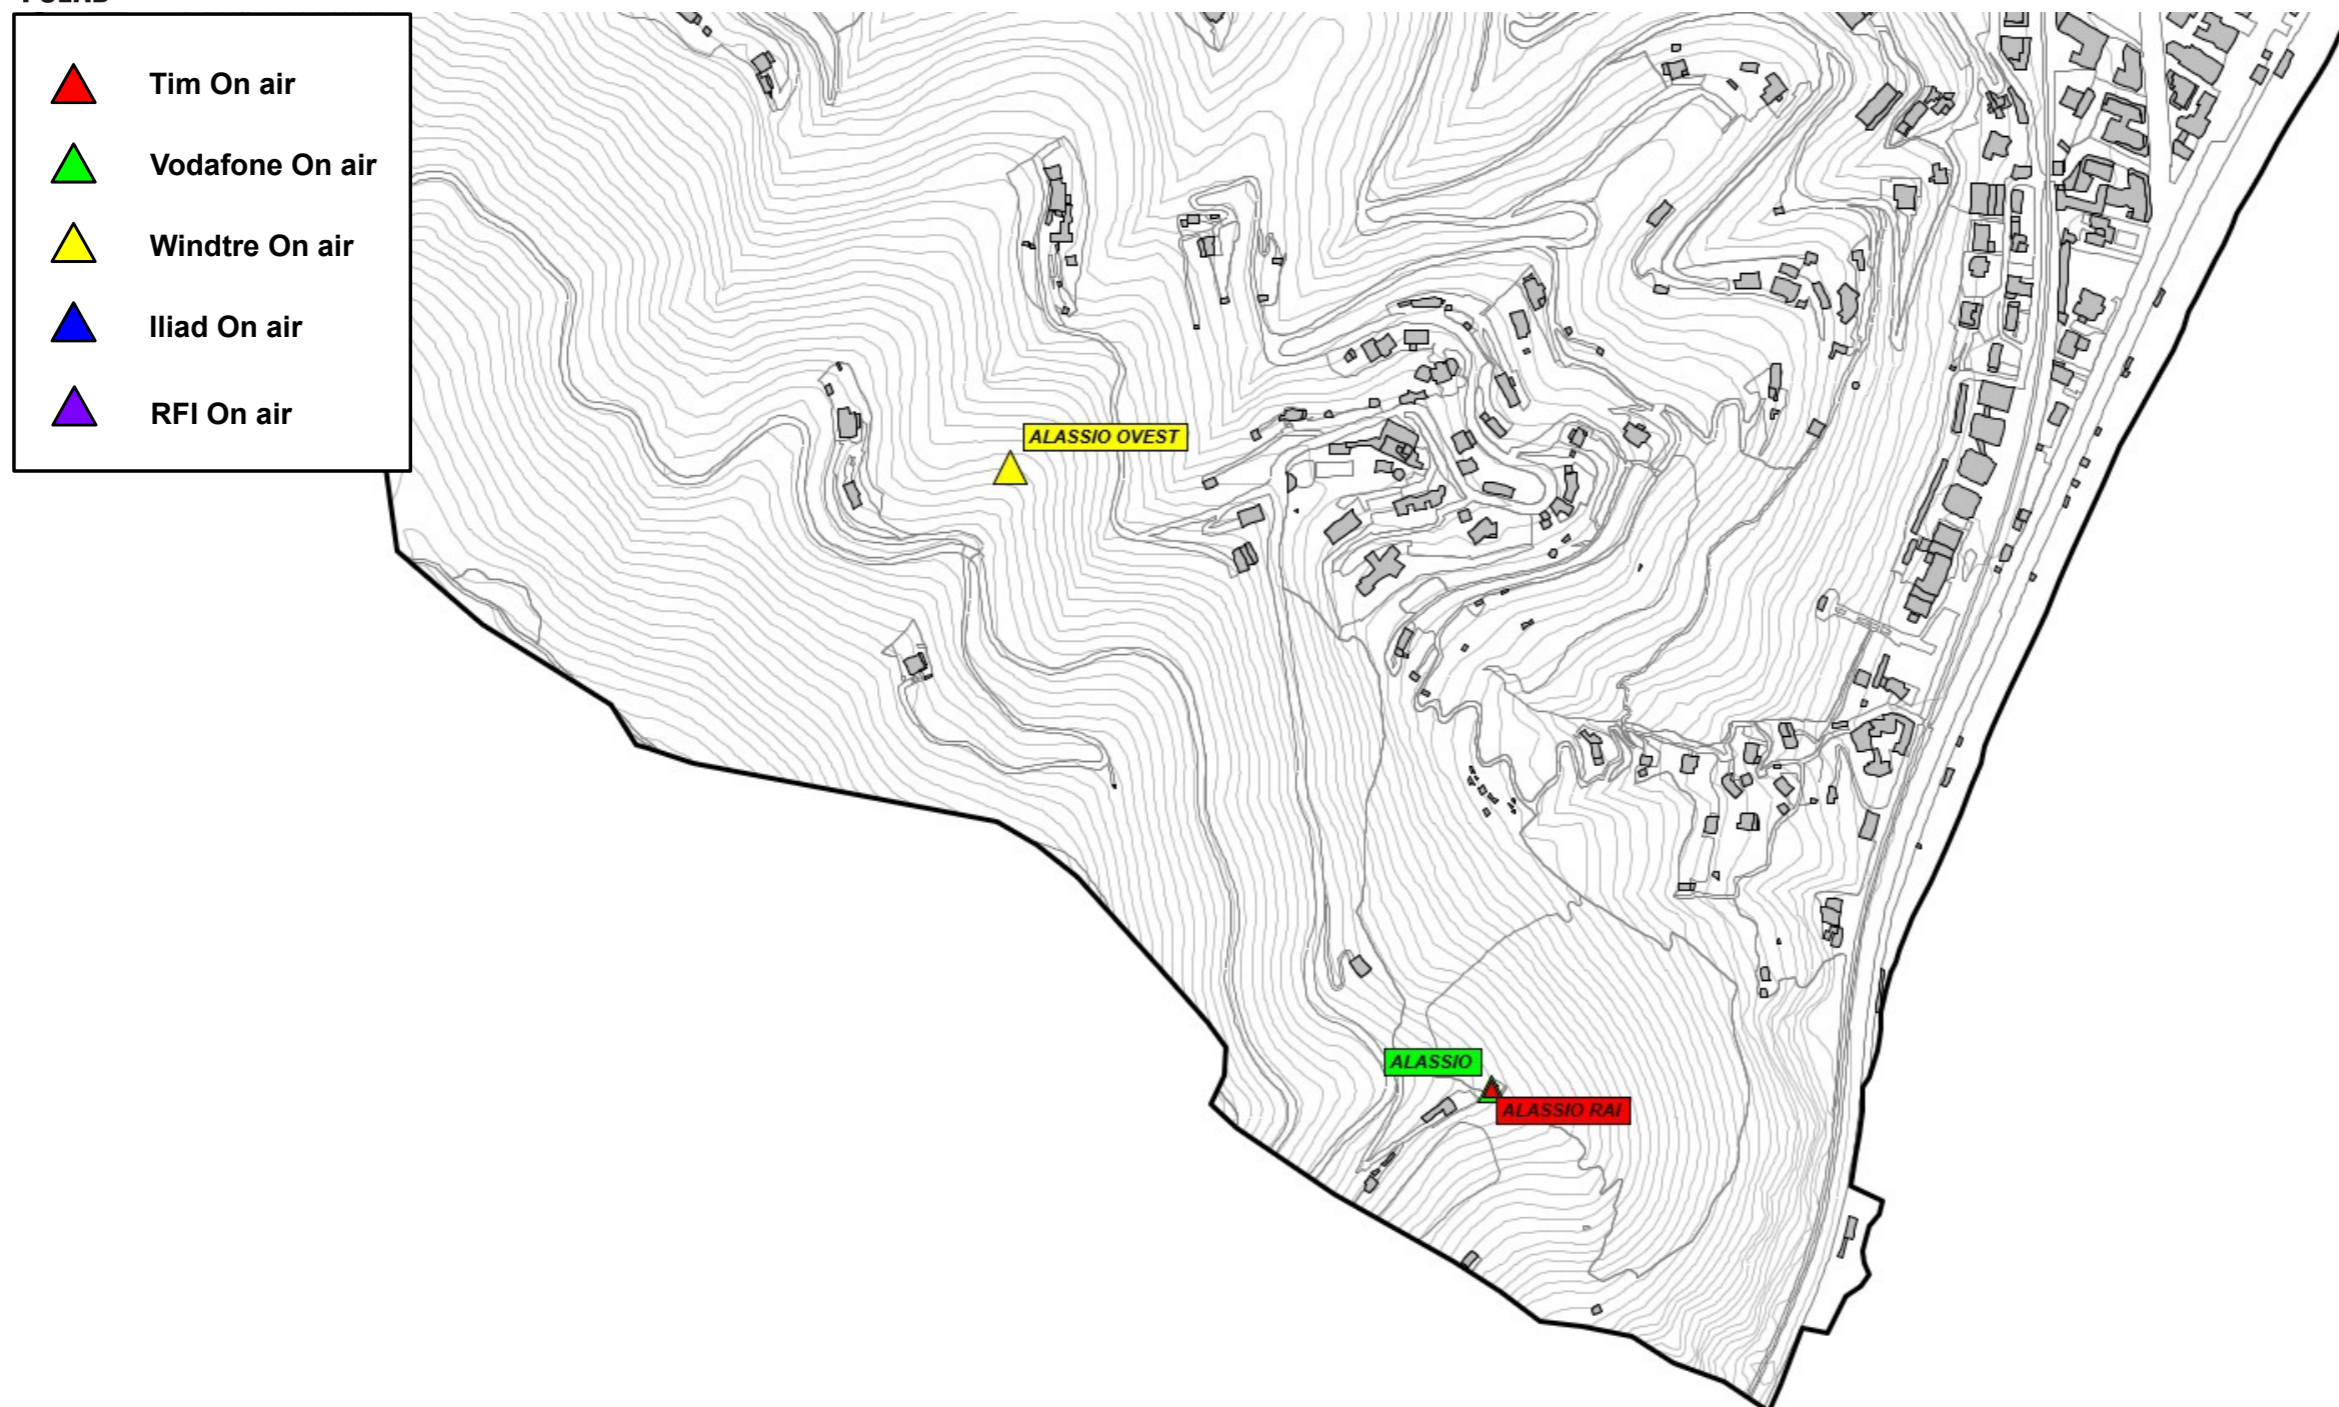 Tim On air
Vodafone On air
Windtre On air
Iliad On air
RFI On air
ALASSIO OVEST
ALASSIO
ALASSIO RAI